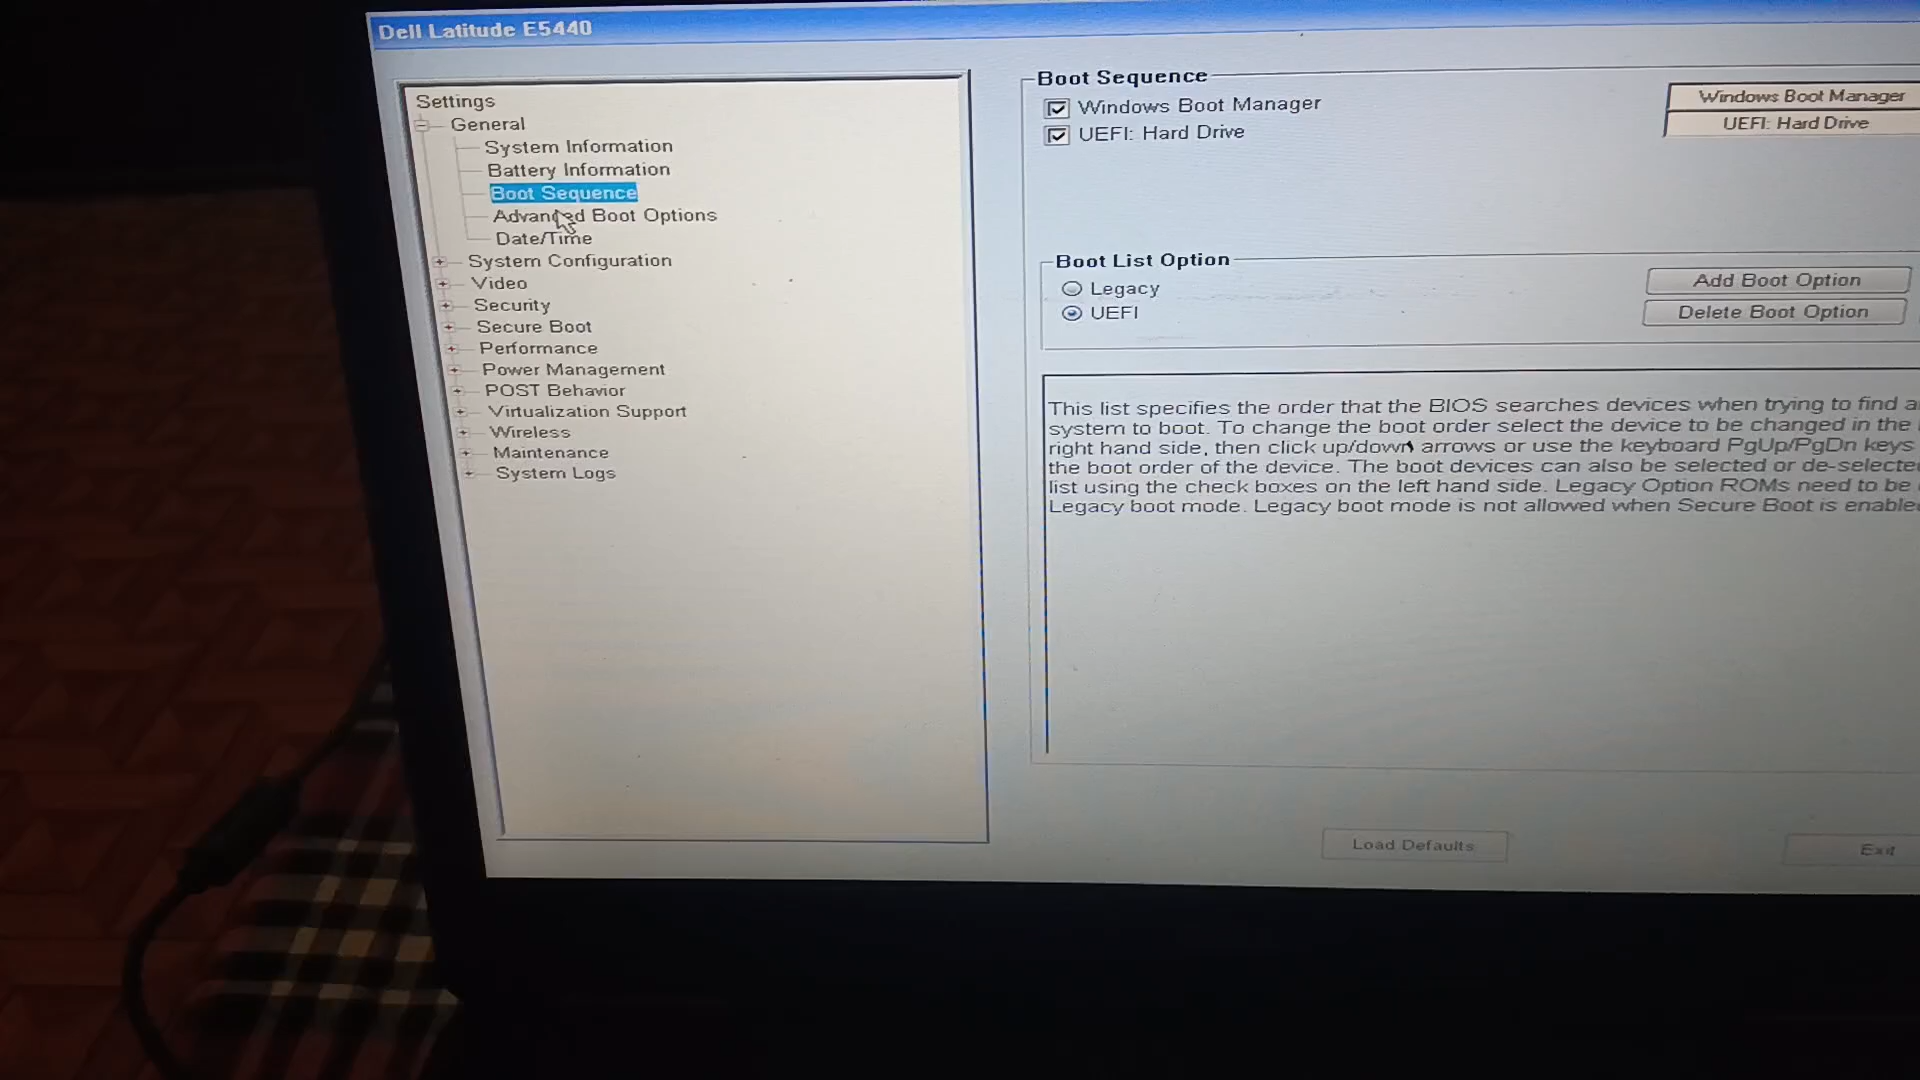 Dell Latitude E5440
Settings
General
System Information
Battery Information
Boot Sequence
Advanced Boot Options
Date/Time
System Configuration
Video
Security
Secure Boot
Performance
Power Management
POST Behavior
Virtualization Support
Wireless
Maintenance
System Logs
Boot Sequence
Windows Boot Manager
UEFI: Hard Drive
Windows Boot Manager
UEFI: Hard Drive
Boot List Option
Legacy
UEFI
Add Boot Option
Delete Boot Option
This list specifies the order that the BIOS searches devices when trying to find
system to boot. To change the boot order select the device to be changed in the
right hand side, then click up/down arrows or use the keyboard PgUp/PgDn keys
the boot order of the device. The boot devices can also be selected or
list using the check boxes on the left hand side. Legacy Option ROMs need to be
Legacy boot mode. Legacy boot mode is not allowed when Secure Boot is
Load Defaults
Exit